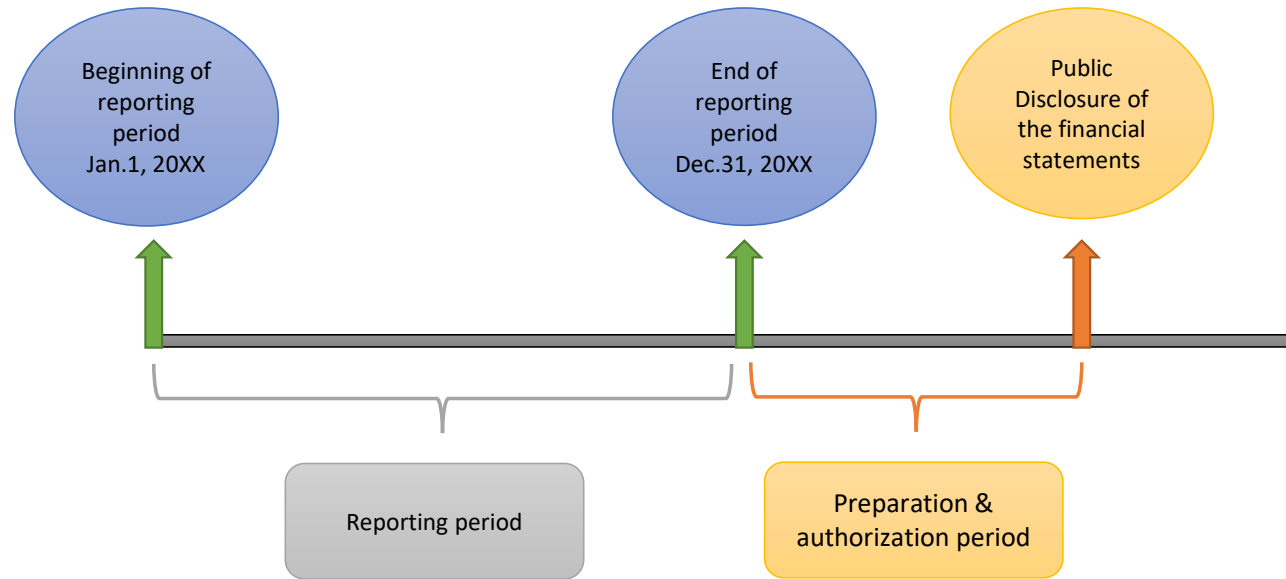 Beginning of
reporting
period
Jan.1, 20XX
End of
reporting
period
Dec.31, 20XX
Public
Disclosure of
the financial
statements
Reporting period
Preparation &
authorization period